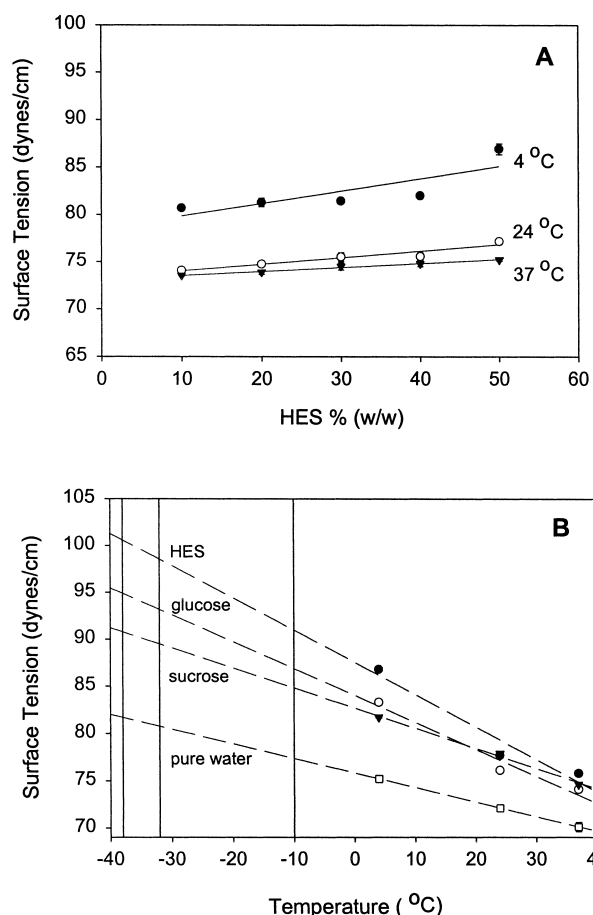 A
Surface Tension (dynes/cm)
100
95
90
85
80
75
70
65
4 °C
24 °C
37 °C
0 10 20 30 40 50 60
HES % (w/w)
B
Surface Tension (dynes/cm)
105
100
95
90
85
80
75
70
HES
glucose
sucrose
pure water
-40 -30 -20 -10 0 10 20 30 4
Temperature ( °C)